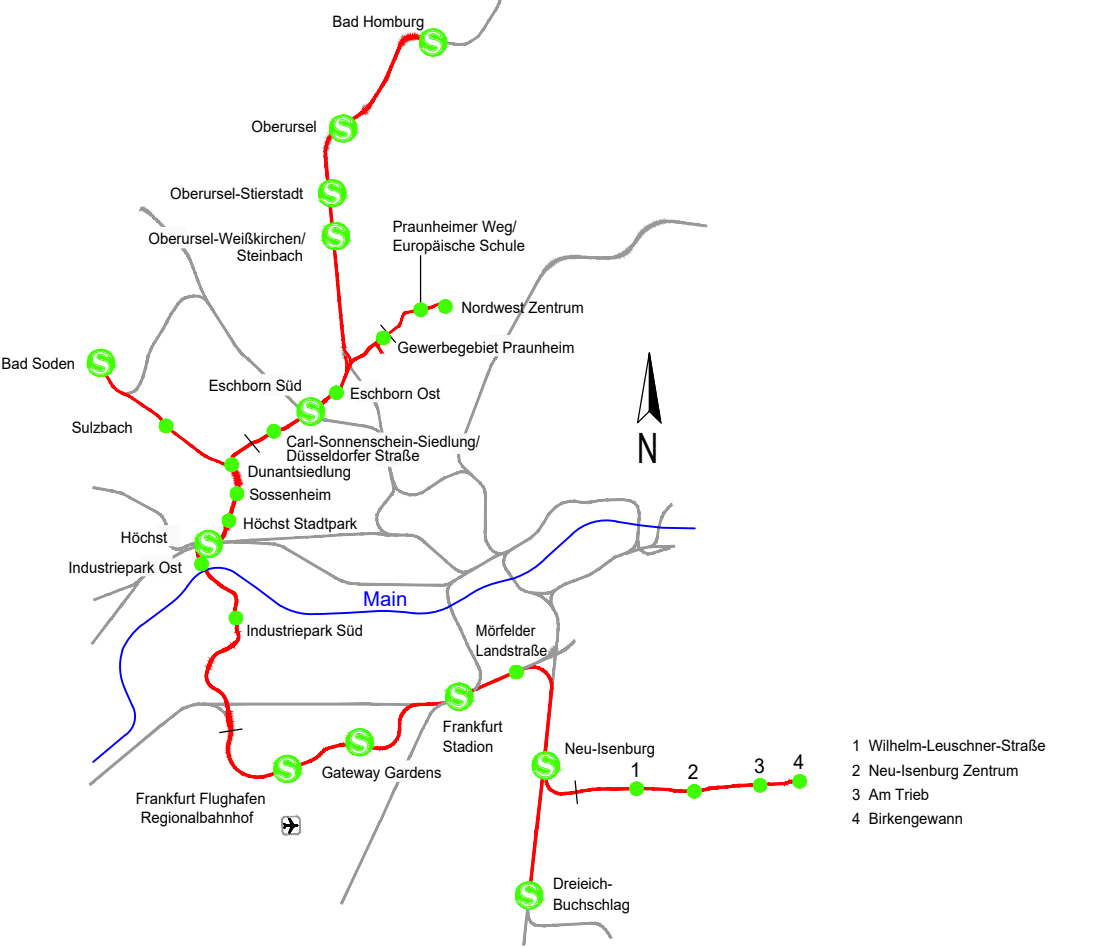 Bad Homburg
S
Oberursel
S
Oberursel-Stierstadt
S
Oberursel-Weißkirchen/
Steinbach
S
Praunheimer Weg/
Europäische Schule
Nordwest Zentrum
Gewerbegebiet Praunheim
Bad Soden
S
Eschborn Süd
S
Eschborn Ost
Sulzbach
Carl-Sonnenschein-Siedlung/
Düsseldorfer Straße
Dunantsiedlung
Sossenheim
Höchst Stadtpark
Höchst
S
Industriepark Ost
N
Main
Industriepark Süd
Mörfelder
Landstraße
S
Frankfurt
Stadion
S
Gateway Gardens
S
Frankfurt Flughafen
Regionalbahnhof
Neu-Isenburg
S
1
2
3
4
1 Wilhelm-Leuschner-Straße
2 Neu-Isenburg Zentrum
3 Am Trieb
4 Birkengewann
S
Dreieich-
Buchschlag